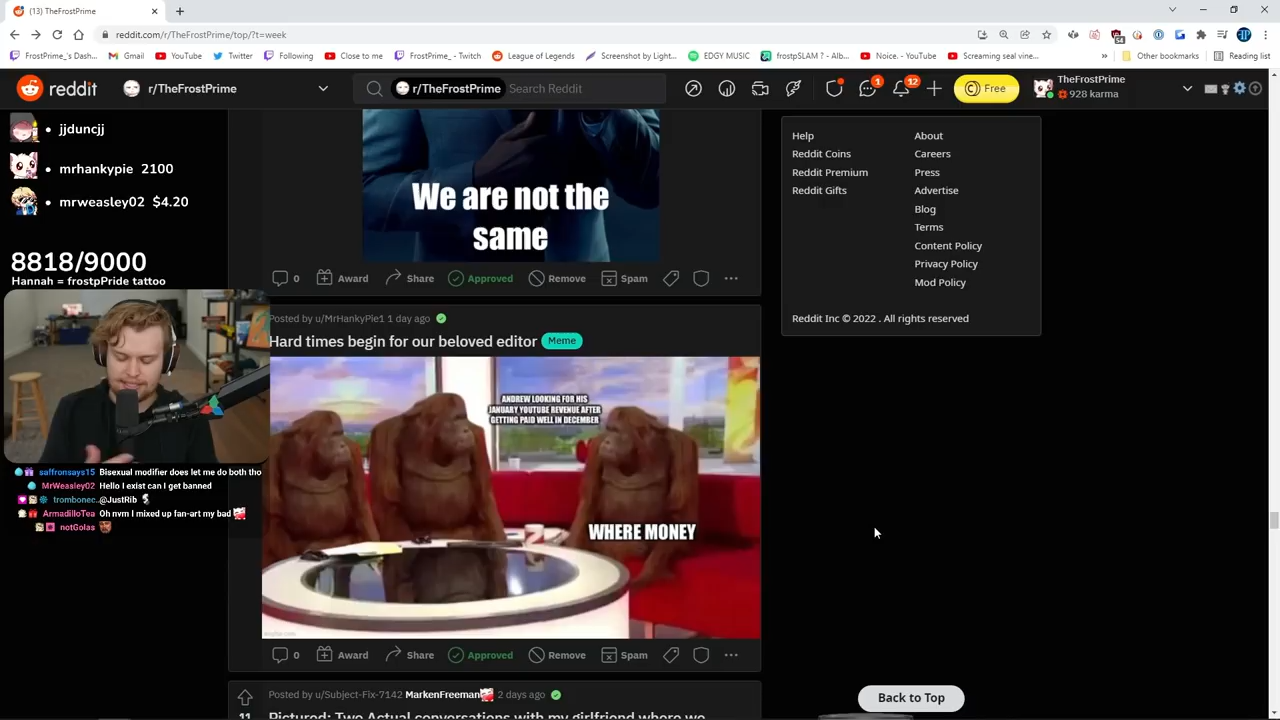 (13) TheFrostPrime
reddit.com/r/TheFrostPrime/top/?t=week
FrostPrime_'s Dash...
Gmail
YouTube
Twitter
Following
Close to me
FrostPrime_ - Twitch
League of Legends
Screenshot by Light...
EDGY MUSIC
frostpSLAM ? - Alb...
Noice. - YouTube
Screaming seal vine...
Other bookmarks
Reading list
reddit
r/TheFrostPrime
r/TheFrostPrime
Search Reddit
1
12
Free
TheFrostPrime
928 karma
jjduncjj
mrhankypie 2100
mrweasley02 $4.20
8818/9000
Hannah = frostpPride tattoo
We are not the
same
0
Award
Share
Approved
Remove
Spam
Help
About
Reddit Coins
Careers
Reddit Premium
Press
Reddit Gifts
Advertise
Blog
Terms
Content Policy
Privacy Policy
Mod Policy
Reddit Inc © 2022 . All rights reserved
Posted by u/MrHankyPie1 1 day ago
Hard times begin for our beloved editor Meme
ANDREW LOOKING FOR HIS
JANUARY YOUTUBE REVENUE AFTER
GETTING PAID WELL IN DECEMBER
WHERE MONEY
saffronsays15 Bisexual modifier does let me do both tho
MrWeasley02 Hello I exist can I get banned
trombonec.. @JustRib
ArmadilloTea Oh nvm I mixed up fan-art my bad
notGolas
0
Award
Share
Approved
Remove
Spam
Posted by u/Subject-Fix-7142 MarkenFreeman 2 days ago
11
Pictured: Two Actual conversations with my girlfriend where we
Back to Top